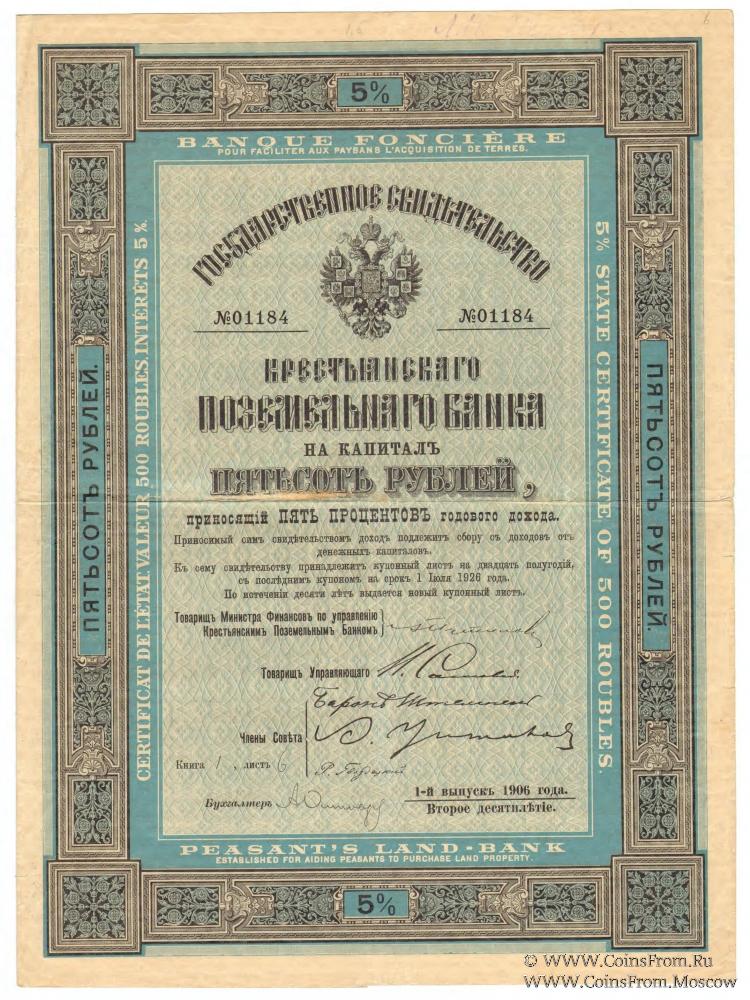 5%
BANQUE FONCIÈRE
POUR FACILITER AUX PAYSANS L'ACQUISITION DE TERRES.
ГОСУДАРСТВЕННОЕ СВИДѢТЕЛЬСТВО
№01184 №01184
КРЕСТЬЯНСКАГО
ПОЗЕМЕЛЬНАГО БАНКА
НА КАПИТАЛЪ
ПЯТЬСОТЪ РУБЛЕЙ,
приносящій ПЯТЬ ПРОЦЕНТОВЪ годового дохода.
Приносимый симъ свидѣтельствомъ доходъ подлежитъ сбору съ доходовъ отъ
денежныхъ капиталовъ.
Къ сему свидѣтельству принадлежитъ купонный листъ на двадцать полугодій,
съ послѣднимъ купономъ на срокъ 1 Іюля 1926 года.
По истеченіи десяти лѣтъ выдается новый купонный листъ.
Товарищъ Министра Финансовъ по управленію
Крестьянскимъ Поземельнымъ Банкомъ
Товарищъ Управляющаго
Баронъ
Члены Совѣта
Книга 1, листъ 6
Бухгалтеръ
1-й выпускъ 1906 года.
Второе десятилѣтіе.
PEASANT'S LAND-BANK
ESTABLISHED FOR AIDING PEASANTS TO PURCHASE LAND PROPERTY.
5%
ПЯТЬСОТЪ РУБЛЕЙ.
CERTIFICAT DE L'ÉTAT VALEUR 500 ROUBLES, INTÉRÊTS 5%.
5% STATE CERTIFICATE OF 500 ROUBLES.
ПЯТЬСОТЪ РУБЛЕЙ.
© WWW.CoinsFrom.Ru
WWW.CoinsFrom.Moscow